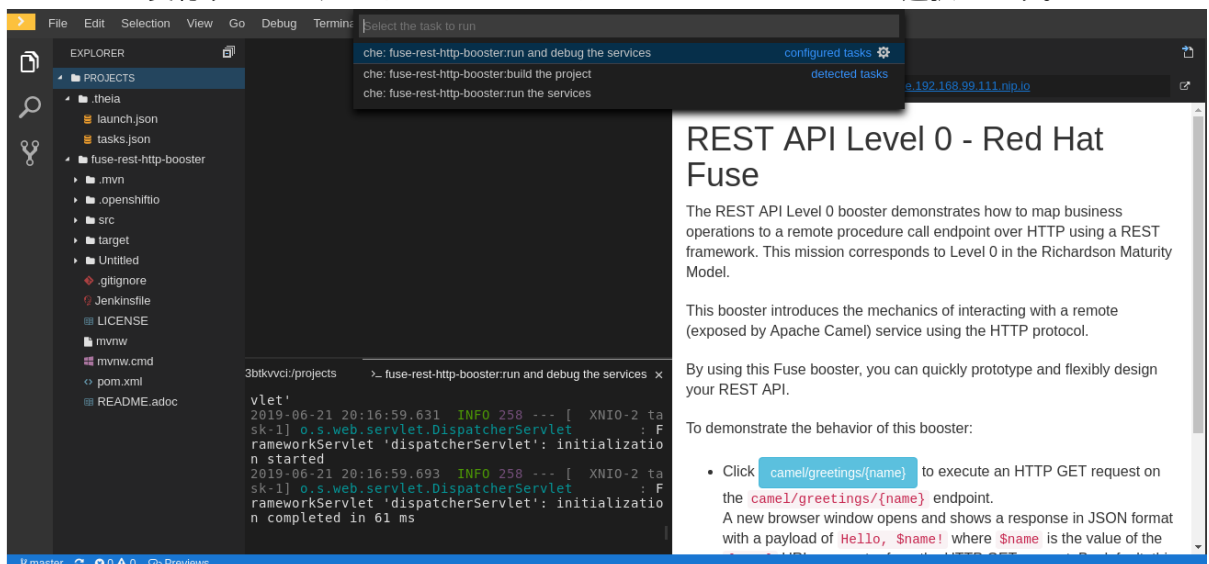 File Edit Selection View Go Debug Termina
Select the task to run
che: fuse-rest-http-booster:run and debug the services configured tasks
che: fuse-rest-http-booster:build the project detected tasks
che: fuse-rest-http-booster:run the services
EXPLORER
PROJECTS
.theia
launch.json
tasks.json
fuse-rest-http-booster
.mvn
.openshiftio
src
target
Untitled
.gitignore
Jenkinsfile
LICENSE
mvnw
mvnw.cmd
pom.xml
README.adoc
3btkvvci:/projects >_ fuse-rest-http-booster:run and debug the services ×
vlet'
2019-06-21 20:16:59.631 INFO 258 --- [ XNIO-2 ta
sk-1] o.s.web.servlet.DispatcherServlet : F
rameworkServlet 'dispatcherServlet': initializatio
n started
2019-06-21 20:16:59.693 INFO 258 --- [ XNIO-2 ta
sk-1] o.s.web.servlet.DispatcherServlet : F
rameworkServlet 'dispatcherServlet': initializatio
n completed in 61 ms
e.192.168.99.111.nip.io
REST API Level 0 - Red Hat
Fuse
The REST API Level 0 booster demonstrates how to map business
operations to a remote procedure call endpoint over HTTP using a REST
framework. This mission corresponds to Level 0 in the Richardson Maturity
Model.
This booster introduces the mechanics of interacting with a remote
(exposed by Apache Camel) service using the HTTP protocol.
By using this Fuse booster, you can quickly prototype and flexibly design
your REST API.
To demonstrate the behavior of this booster:
• Click camel/greetings/{name} to execute an HTTP GET request on
the camel/greetings/{name} endpoint.
A new browser window opens and shows a response in JSON format
with a payload of Hello, $name! where $name is the value of the
master 0 0 Previews